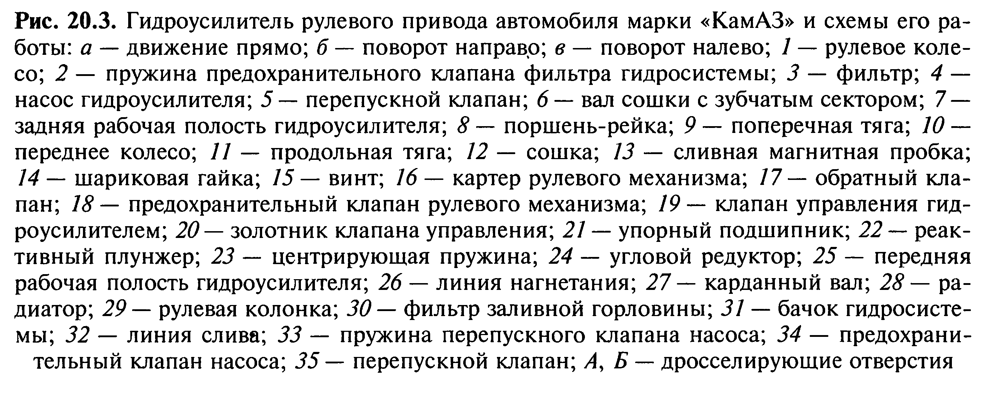 Рис. 20.3. Гидроусилитель рулевого привода автомобиля марки «КамАЗ» и схемы его ра-
боты: а — движение прямо; б — поворот направо; в — поворот налево; 1 — рулевое коле-
со; 2 — пружина предохранительного клапана фильтра гидросистемы; 3 — фильтр; 4 —
насос гидроусилителя; 5 — перепускной клапан; 6 — вал сошки с зубчатым сектором; 7 —
задняя рабочая полость гидроусилителя; 8 — поршень-рейка; 9 — поперечная тяга; 10 —
переднее колесо; 11 — продольная тяга; 12 — сошка; 13 — сливная магнитная пробка;
14 — шариковая гайка; 15 — винт; 16 — картер рулевого механизма; 17 — обратный кла-
пан; 18 — предохранительный клапан рулевого механизма; 19 — клапан управления гид-
роусилителем; 20 — золотник клапана управления; 21 — упорный подшипник; 22 — реак-
тивный плунжер; 23 — центрирующая пружина; 24 — угловой редуктор; 25 — передняя
рабочая полость гидроусилителя; 26 — линия нагнетания; 27 — карданный вал; 28 — ра-
диатор; 29 — рулевая колонка; 30 — фильтр заливной горловины; 31 — бачок гидросисте-
мы; 32 — линия слива; 33 — пружина перепускного клапана насоса; 34 — предохрани-
тельный клапан насоса; 35 — перепускной клапан; А, Б — дросселирующие отверстия